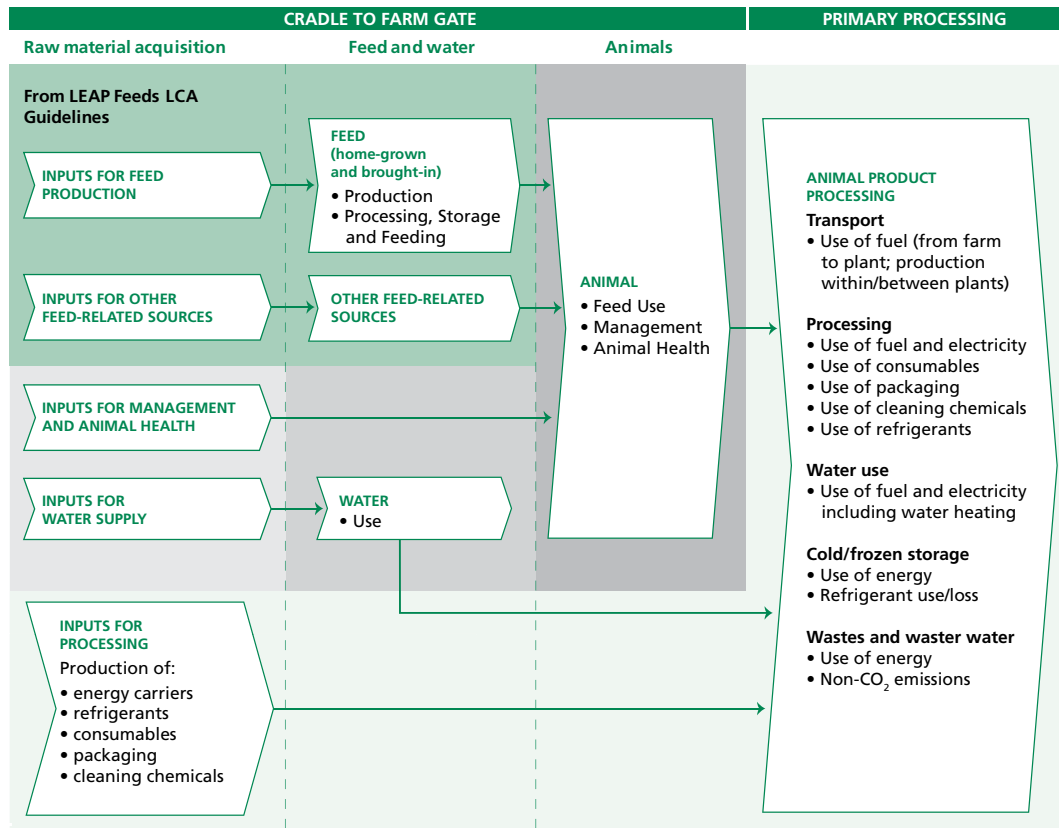 CRADLE TO FARM GATE
PRIMARY PROCESSING
Raw material acquisition
Feed and water
Animals
From LEAP Feeds LCA
Guidelines
INPUTS FOR FEED
PRODUCTION
FEED
(home-grown
and brought-in)
• Production
• Processing, Storage
and Feeding
INPUTS FOR OTHER
FEED-RELATED SOURCES
OTHER FEED-RELATED
SOURCES
INPUTS FOR MANAGEMENT
AND ANIMAL HEALTH
INPUTS FOR
WATER SUPPLY
WATER
• Use
ANIMAL
• Feed Use
• Management
• Animal Health
INPUTS FOR
PROCESSING
Production of:
• energy carriers
• refrigerants
• consumables
• packaging
• cleaning chemicals
ANIMAL PRODUCT
PROCESSING
Transport
• Use of fuel (from farm
to plant; production
within/between plants)
Processing
• Use of fuel and electricity
• Use of consumables
• Use of packaging
• Use of cleaning chemicals
• Use of refrigerants
Water use
• Use of fuel and electricity
including water heating
Cold/frozen storage
• Use of energy
• Refrigerant use/loss
Wastes and waster water
• Use of energy
• Non-CO₂ emissions